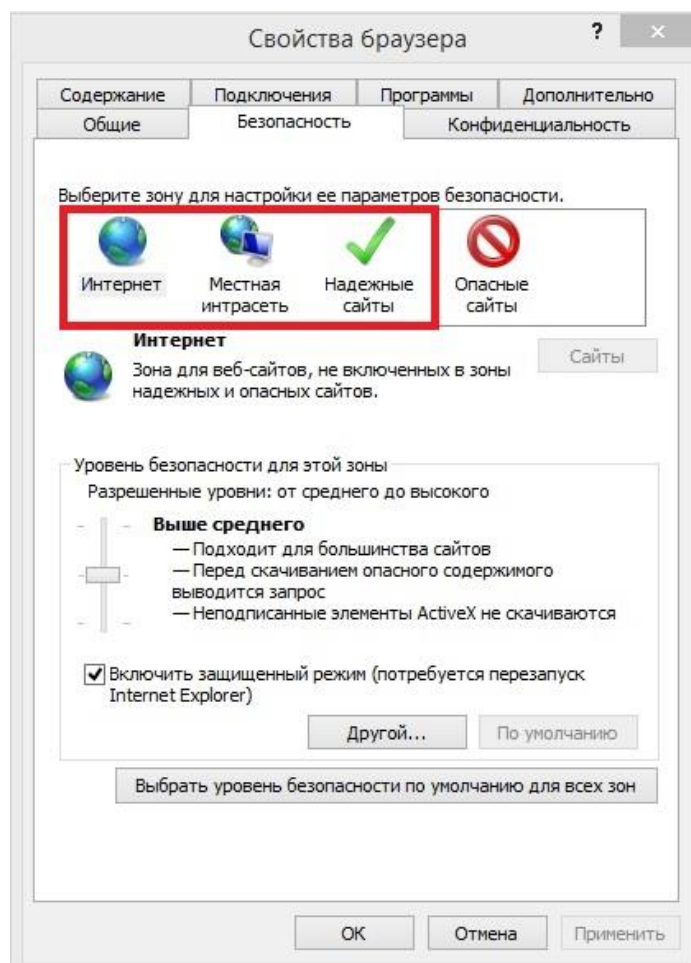 Свойства браузера
?
×
Содержание Подключения Программы Дополнительно
Общие Безопасность Конфиденциальность
Выберите зону для настройки ее параметров безопасности.
Интернет Местная интрасеть Надежные сайты Опасные сайты
Интернет
Зона для веб-сайтов, не включенных в зоны
надежных и опасных сайтов.
Сайты
Уровень безопасности для этой зоны
Разрешенные уровни: от среднего до высокого
Выше среднего
— Подходит для большинства сайтов
— Перед скачиванием опасного содержимого
выводится запрос
— Неподписанные элементы ActiveX не скачиваются
Включить защищенный режим (потребуется перезапуск
Internet Explorer)
Другой... По умолчанию
Выбрать уровень безопасности по умолчанию для всех зон
ОК Отмена Применить